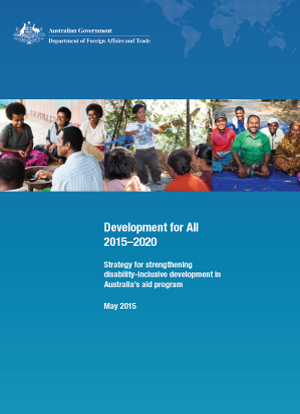 Australian Government
Department of Foreign Affairs and Trade
Development for All
2015–2020
Strategy for strengthening
disability-inclusive development in
Australia's aid program
May 2015